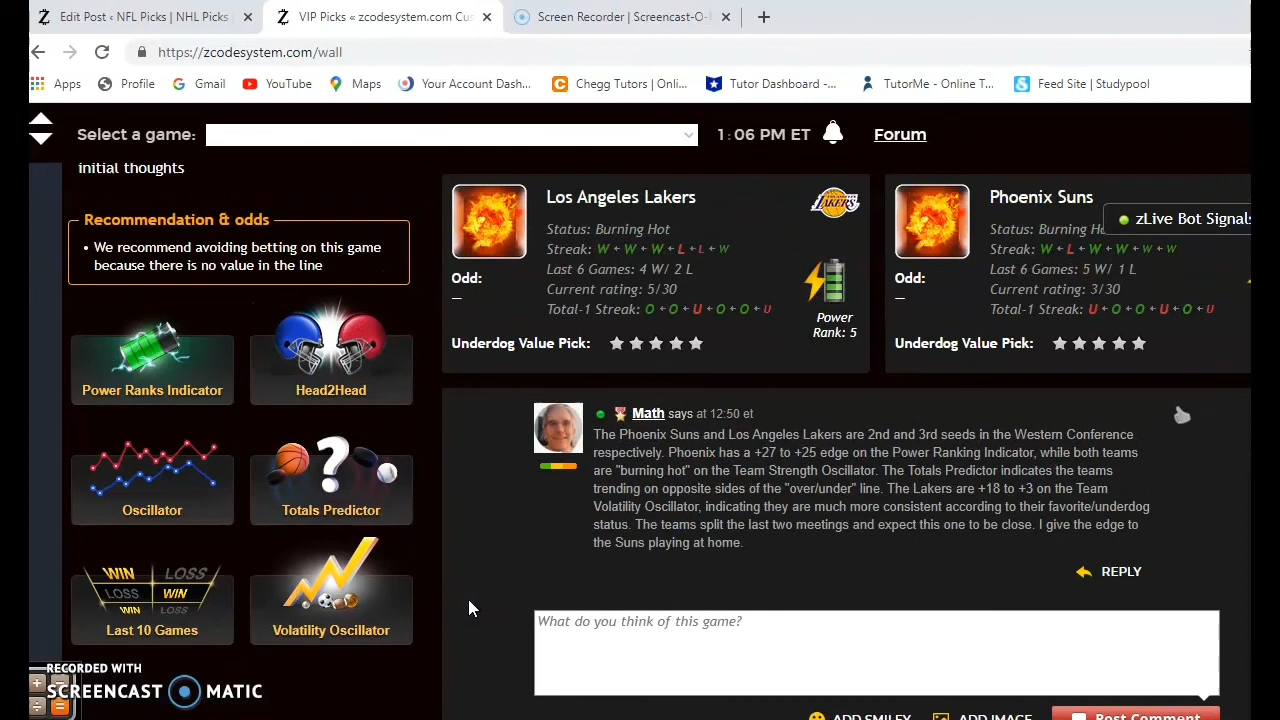 Edit Post ‹ NFL Picks | NHL Picks
VIP Picks « zcodesystem.com Cus
Screen Recorder | Screencast-O-
https://zcodesystem.com/wall
Apps
Profile
Gmail
YouTube
Maps
Your Account Dash...
Chegg Tutors | Onli...
Tutor Dashboard -...
TutorMe - Online T...
Feed Site | Studypool
Select a game:
1:06 PM ET
Forum
initial thoughts
Recommendation & odds
• We recommend avoiding betting on this game
because there is no value in the line
Power Ranks Indicator
Head2Head
Oscillator
Totals Predictor
WIN LOSS
LOSS WIN
WIN LOSS
Last 10 Games
Volatility Oscillator
Los Angeles Lakers
LAKERS
Status: Burning Hot
Streak: W ← W ← W ← L ← L ← W
Odd:
—
Last 6 Games: 4 W/ 2 L
Current rating: 5/30
Total-1 Streak: O ← O ← U ← O ← O ← U
Power
Rank: 5
Underdog Value Pick:
Phoenix Suns
zLive Bot Signals
Status: Burning Ho
Streak: W ← L ← W ← W ← W ← W
Odd:
—
Last 6 Games: 5 W/ 1 L
Current rating: 3/30
Total-1 Streak: U ← O ← O ← U ← O ← U
Underdog Value Pick:
Math says at 12:50 et
The Phoenix Suns and Los Angeles Lakers are 2nd and 3rd seeds in the Western Conference
respectively. Phoenix has a +27 to +25 edge on the Power Ranking Indicator, while both teams
are "burning hot" on the Team Strength Oscillator. The Totals Predictor indicates the teams
trending on opposite sides of the "over/under" line. The Lakers are +18 to +3 on the Team
Volatility Oscillator, indicating they are much more consistent according to their favorite/underdog
status. The teams split the last two meetings and expect this one to be close. I give the edge to
the Suns playing at home.
REPLY
What do you think of this game?
ADD SMILEY
ADD IMAGE
Post Comment
RECORDED WITH
SCREENCAST MATIC